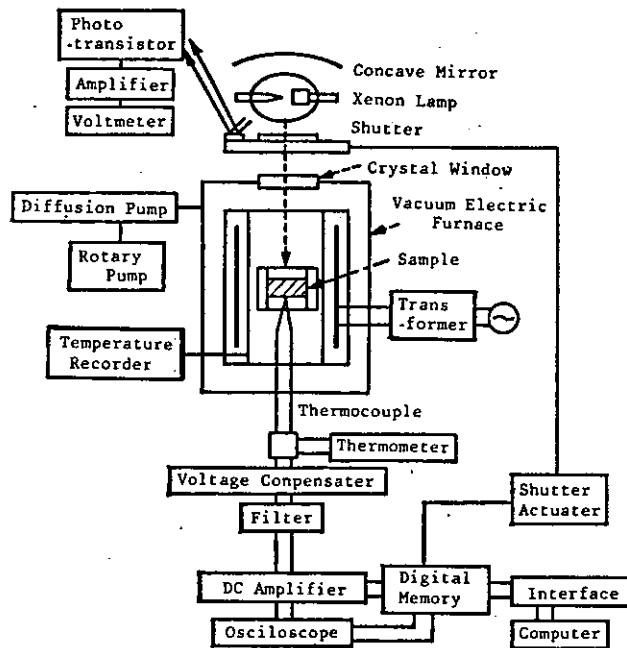 Photo
-transistor
Amplifier
Voltmeter
Concave Mirror
Xenon Lamp
Shutter
Crystal Window
Vacuum Electric
Furnace
Diffusion Pump
Rotary
Pump
Sample
Trans
-former
Temperature
Recorder
Thermocouple
Thermometer
Voltage Conpensater
Filter
Shutter
Actuater
DC Amplifier
Digital
Memory
Interface
Osciloscope
Computer